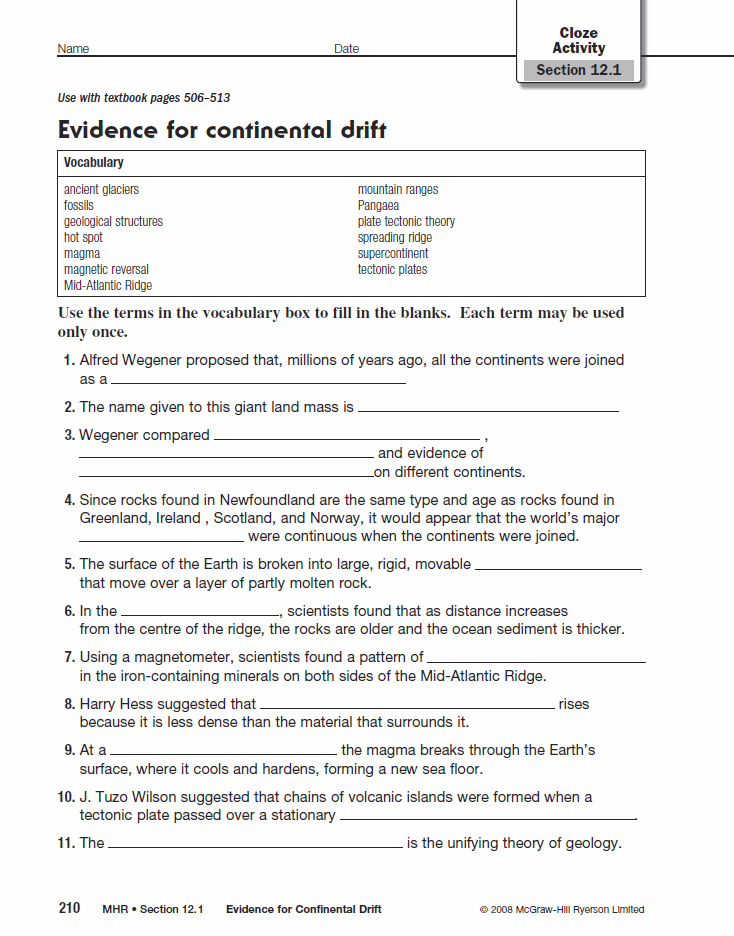 Cloze
Activity
Section 12.1
Name Date
Use with textbook pages 506–513
Evidence for continental drift
Vocabulary
ancient glaciers
fossils
geological structures
hot spot
magma
magnetic reversal
Mid-Atlantic Ridge
mountain ranges
Pangaea
plate tectonic theory
spreading ridge
supercontinent
tectonic plates
Use the terms in the vocabulary box to fill in the blanks. Each term may be used
only once.
1. Alfred Wegener proposed that, millions of years ago, all the continents were joined
as a
2. The name given to this giant land mass is
3. Wegener compared ,
and evidence of
on different continents.
4. Since rocks found in Newfoundland are the same type and age as rocks found in
Greenland, Ireland , Scotland, and Norway, it would appear that the world's major
were continuous when the continents were joined.
5. The surface of the Earth is broken into large, rigid, movable
that move over a layer of partly molten rock.
6. In the , scientists found that as distance increases
from the centre of the ridge, the rocks are older and the ocean sediment is thicker.
7. Using a magnetometer, scientists found a pattern of
in the iron-containing minerals on both sides of the Mid-Atlantic Ridge.
8. Harry Hess suggested that rises
because it is less dense than the material that surrounds it.
9. At a the magma breaks through the Earth's
surface, where it cools and hardens, forming a new sea floor.
10. J. Tuzo Wilson suggested that chains of volcanic islands were formed when a
tectonic plate passed over a stationary .
11. The is the unifying theory of geology.
210 MHR • Section 12.1 Evidence for Confinental Drift © 2008 McGraw-Hill Ryerson Limited